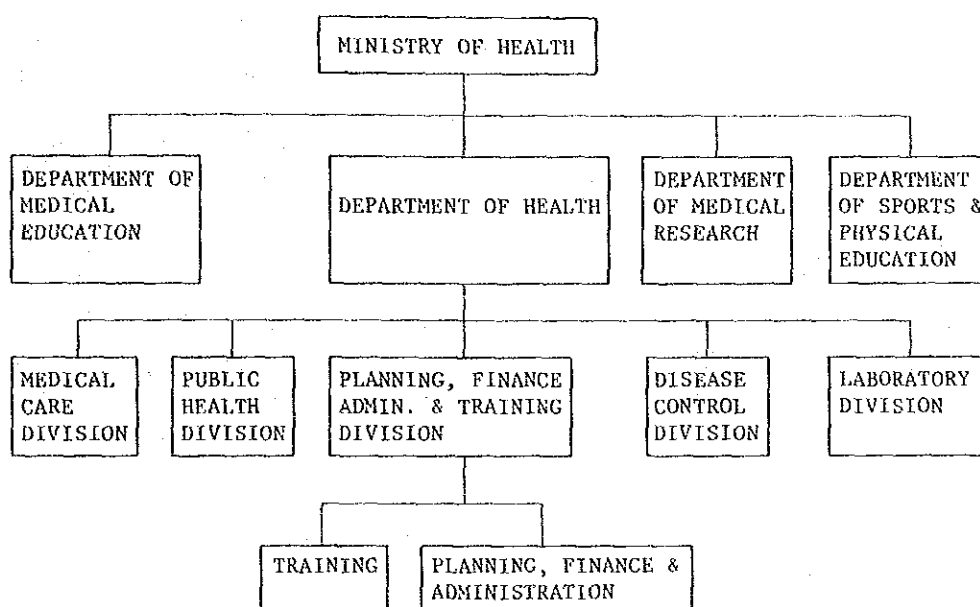 MINISTRY OF HEALTH
DEPARTMENT OF
MEDICAL
EDUCATION
DEPARTMENT OF HEALTH
DEPARTMENT
OF MEDICAL
RESEARCH
DEPARTMENT
OF SPORTS &
PHYSICAL
EDUCATION
MEDICAL
CARE
DIVISION
PUBLIC
HEALTH
DIVISION
PLANNING, FINANCE
ADMIN. & TRAINING
DIVISION
DISEASE
CONTROL
DIVISION
LABORATORY
DIVISION
TRAINING
PLANNING, FINANCE &
ADMINISTRATION